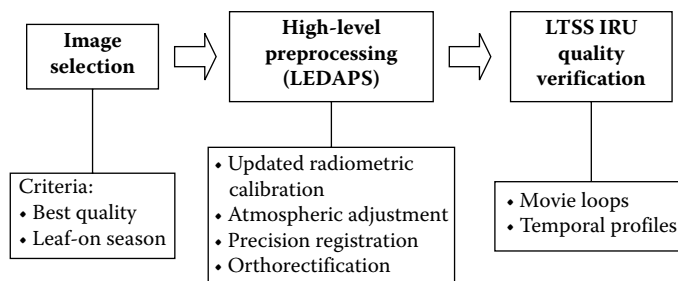 Image
selection
High-level
preprocessing
(LEDAPS)
LTSS IRU
quality
verification
Criteria:
• Best quality
• Leaf-on season
• Updated radiometric
calibration
• Atmospheric adjustment
• Precision registration
• Orthorectification
• Movie loops
• Temporal profiles